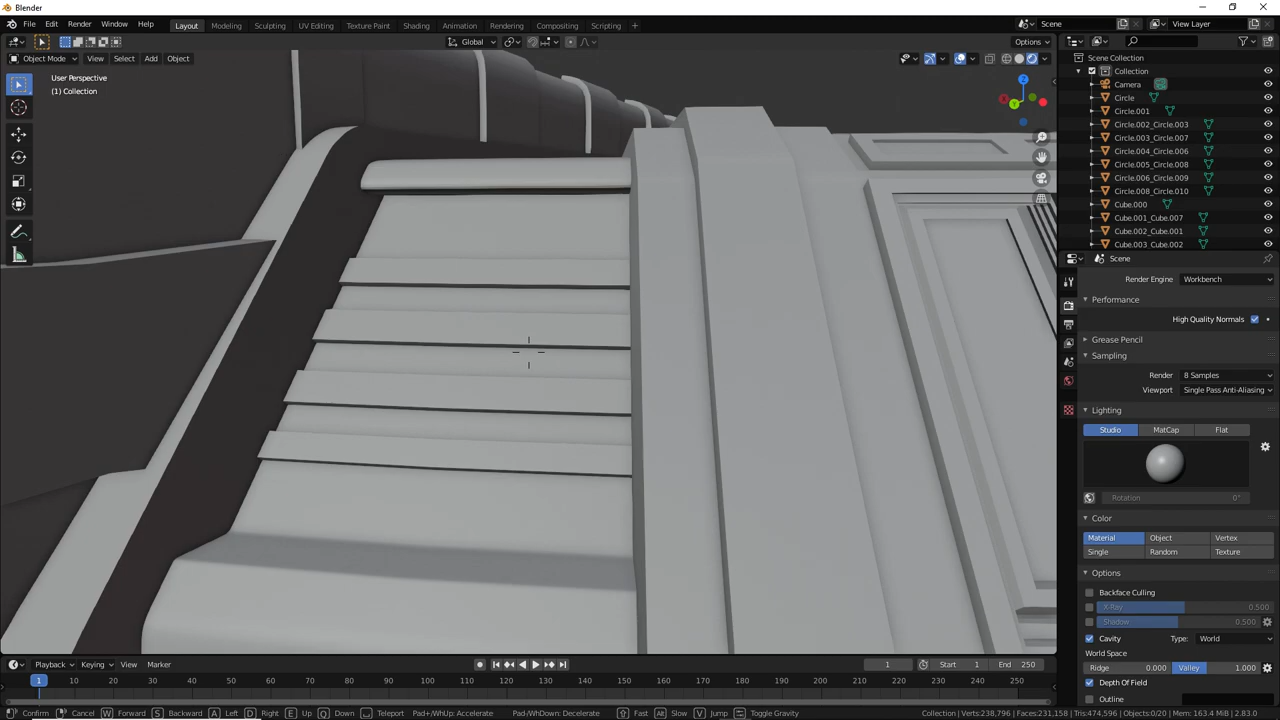 Blender
File Edit Render Window Help Layout Modeling Sculpting UV Editing Texture Paint Shading Animation Rendering Compositing Scripting + Scene View Layer
Global Options
Object Mode View Select Add Object
User Perspective
(1) Collection
Z
Y
X
Scene Collection
Collection
Camera
Circle
Circle.001
Circle.002_Circle.003
Circle.003_Circle.007
Circle.004_Circle.006
Circle.005_Circle.008
Circle.006_Circle.009
Circle.008_Circle.010
Cube.000
Cube.001_Cube.007
Cube.002_Cube.001
Cube.003_Cube.002
Scene
Render Engine Workbench
Performance
High Quality Normals
Grease Pencil
Sampling
Render 8 Samples
Viewport Single Pass Anti-Aliasing
Lighting
Studio MatCap Flat
Rotation 0°
Color
Material Object Vertex
Single Random Texture
Options
Backface Culling
X-Ray 0.500
Shadow 0.500
Cavity Type: World
World Space
Ridge 0.000 Valley 1.000
Depth Of Field
Outline
Playback Keying View Marker 1 Start 1 End 250
1 10 20 30 40 50 60 70 80 90 100 110 120 130 140 150 160 170 180 190 200 210 220 230 240 250
Confirm Cancel W Forward S Backward A Left D Right E Up Q Down Teleport Pad+/WhUp: Accelerate Pad-/WhDown: Decelerate Fast Alt Slow V Jump Toggle Gravity Collection | Verts:238,796 | Faces:231,158 | Tris:474,596 | Objects:0/20 | Mem: 163.4 MiB | 2.83.0